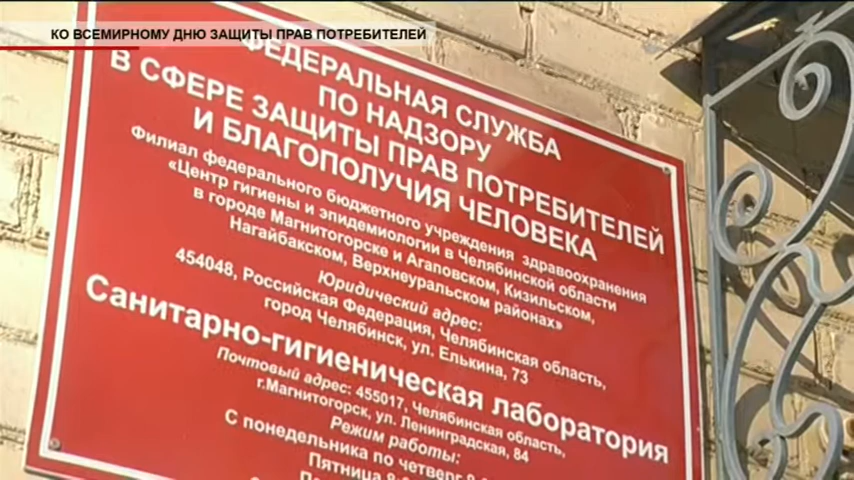 КО ВСЕМИРНОМУ ДНЮ ЗАЩИТЫ ПРАВ ПОТРЕБИТЕЛЕЙ
ФЕДЕРАЛЬНАЯ СЛУЖБА
ПО НАДЗОРУ
В СФЕРЕ ЗАЩИТЫ ПРАВ ПОТРЕБИТЕЛЕЙ
И БЛАГОПОЛУЧИЯ ЧЕЛОВЕКА
Филиал федерального бюджетного учреждения здравоохранения
«Центр гигиены и эпидемиологии в Челябинской области
в городе Магнитогорске и Агаповском, Кизильском,
Нагайбакском, Верхнеуральском районах»
Юридический адрес:
454048, Российская Федерация, Челябинская область,
город Челябинск, ул. Елькина, 73
Санитарно-гигиеническая лаборатория
Почтовый адрес: 455017, Челябинская область,
г.Магнитогорск, ул. Ленинградская, 84
Режим работы:
С понедельника по четверг
Пятница